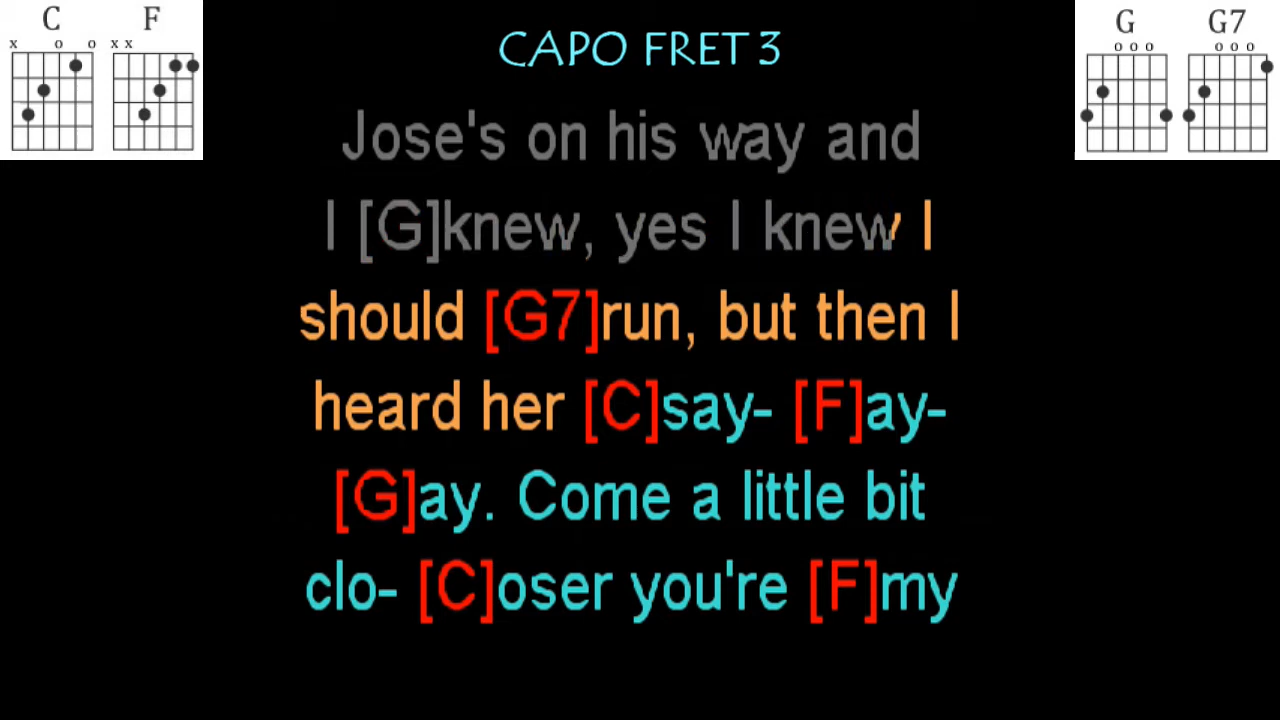 C F
x o o x x
CAPO FRET 3
G G7
o o o o o o
Jose's on his way and
I [G]knew, yes I knew I
should [G7]run, but then I
heard her [C]say- [F]ay-
[G]ay. Come a little bit
clo- [C]oser you're [F]my